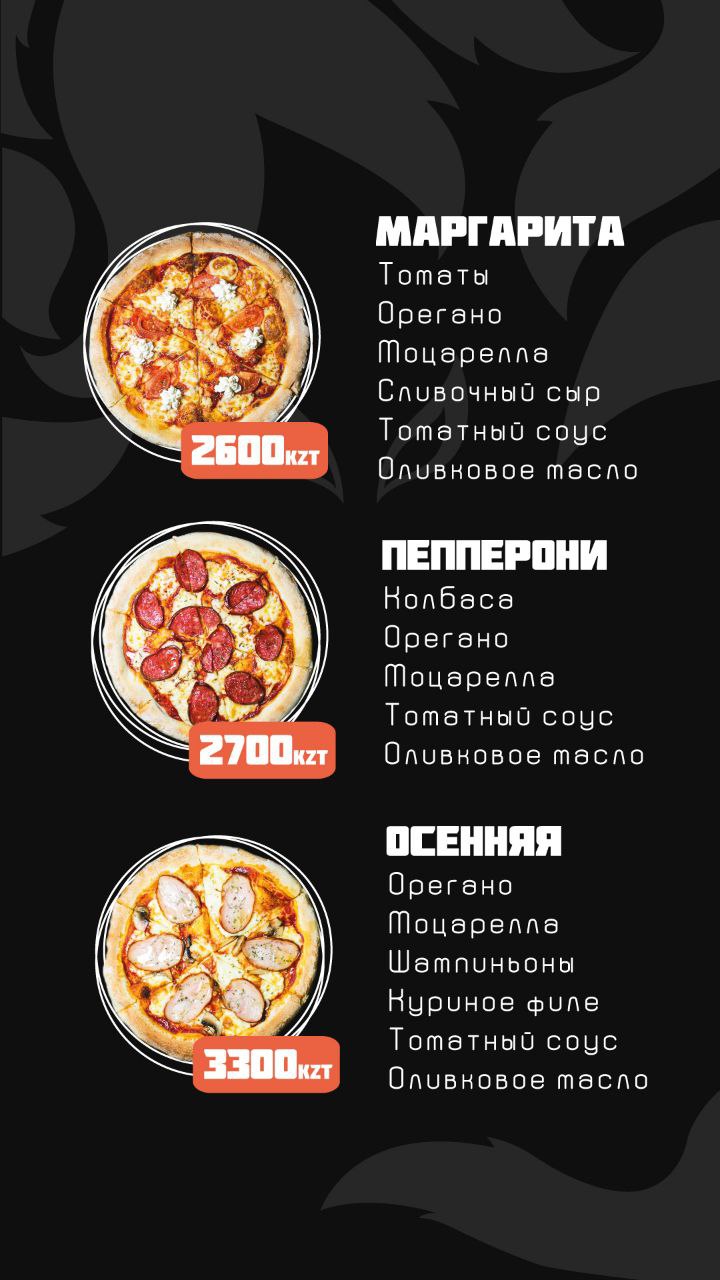 МАРГАРИТА
Томаты
Орегано
Моцарелла
Сливочный сыр
Томатный соус
Оливковое масло
2600KZT
ПЕППЕРОНИ
Колбаса
Орегано
Моцарелла
Томатный соус
Оливковое масло
2700KZT
ОСЕННЯЯ
Орегано
Моцарелла
Шампиньоны
Куриное филе
Томатный соус
Оливковое масло
3300KZT